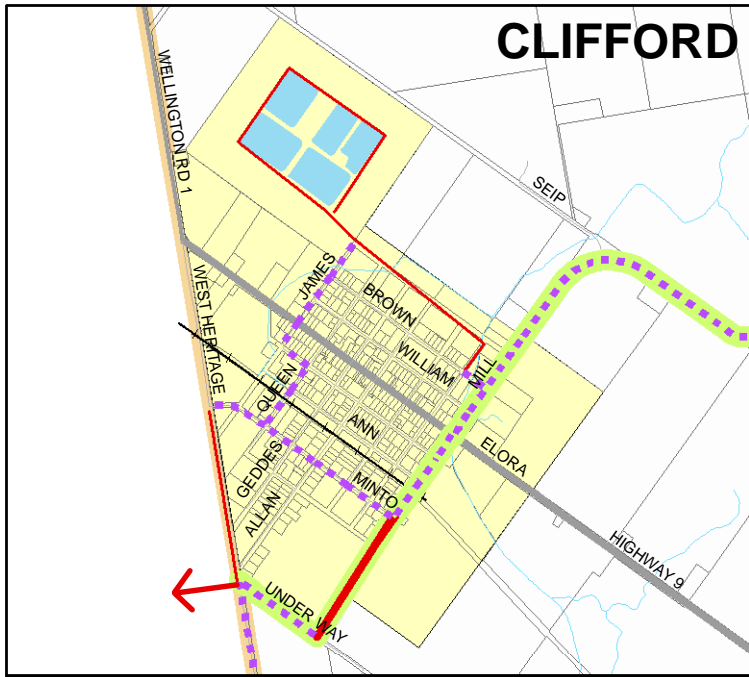 CLIFFORD
WELLINGTON RD 1
SEIP
JAMES
WEST HERITAGE
BROWN
WILLIAM
MILL
QUEEN
ANN
ELORA
GEDDES
MINTO
ALLAN
HIGHWAY 9
UNDER WAY